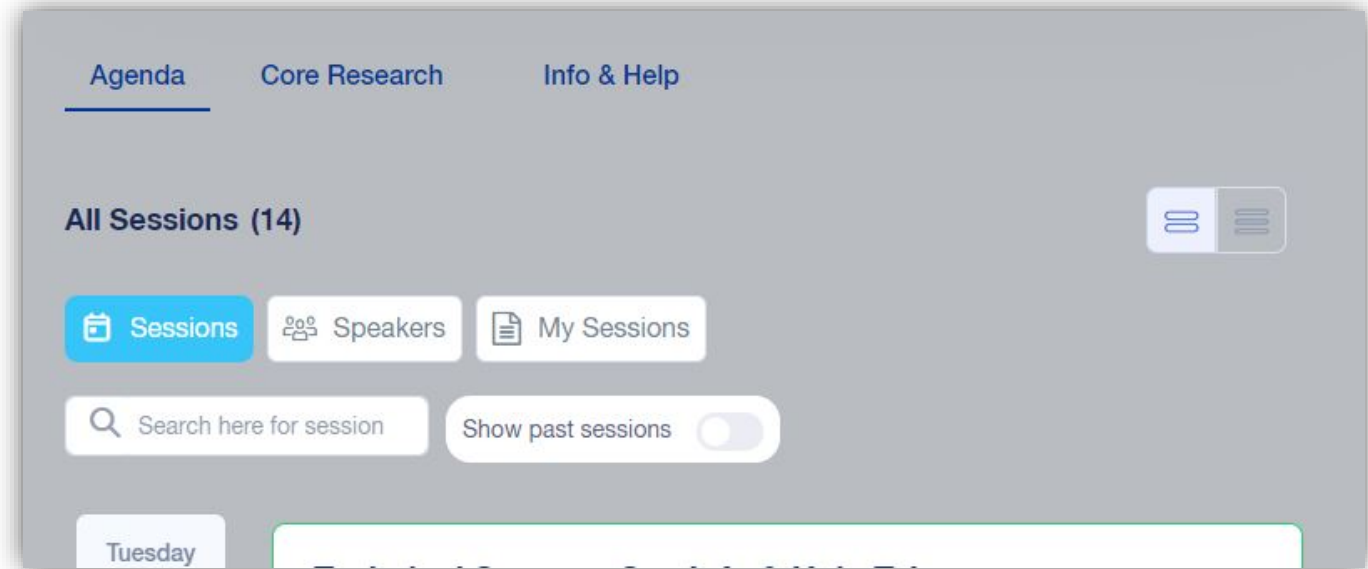 Agenda Core Research Info & Help
All Sessions (14)
Sessions Speakers My Sessions
Search here for session Show past sessions
Tuesday